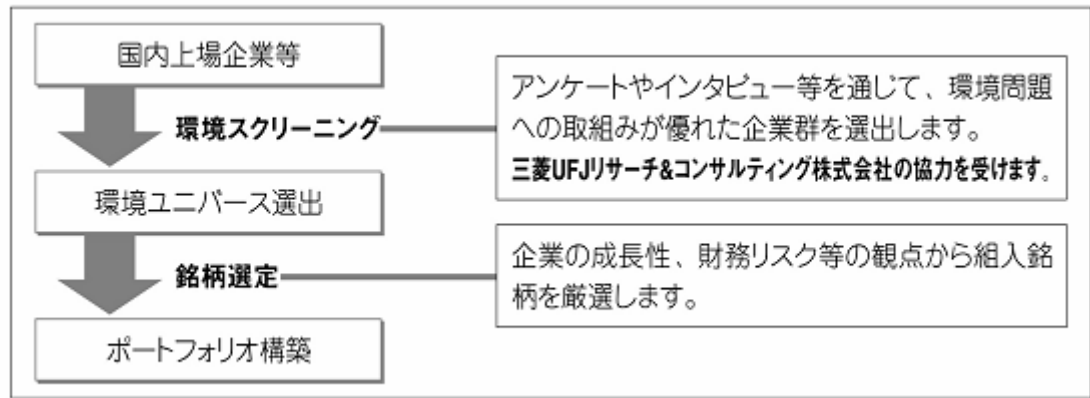 国内上場企業等
環境スクリーニング
アンケートやインタビュー等を通じて、環境問題
への取組みが優れた企業群を選出します。
三菱UFJリサーチ&コンサルティング株式会社の協力を受けます。
環境ユニバース選出
銘柄選定
企業の成長性、財務リスク等の観点から組入銘
柄を厳選します。
ポートフォリオ構築